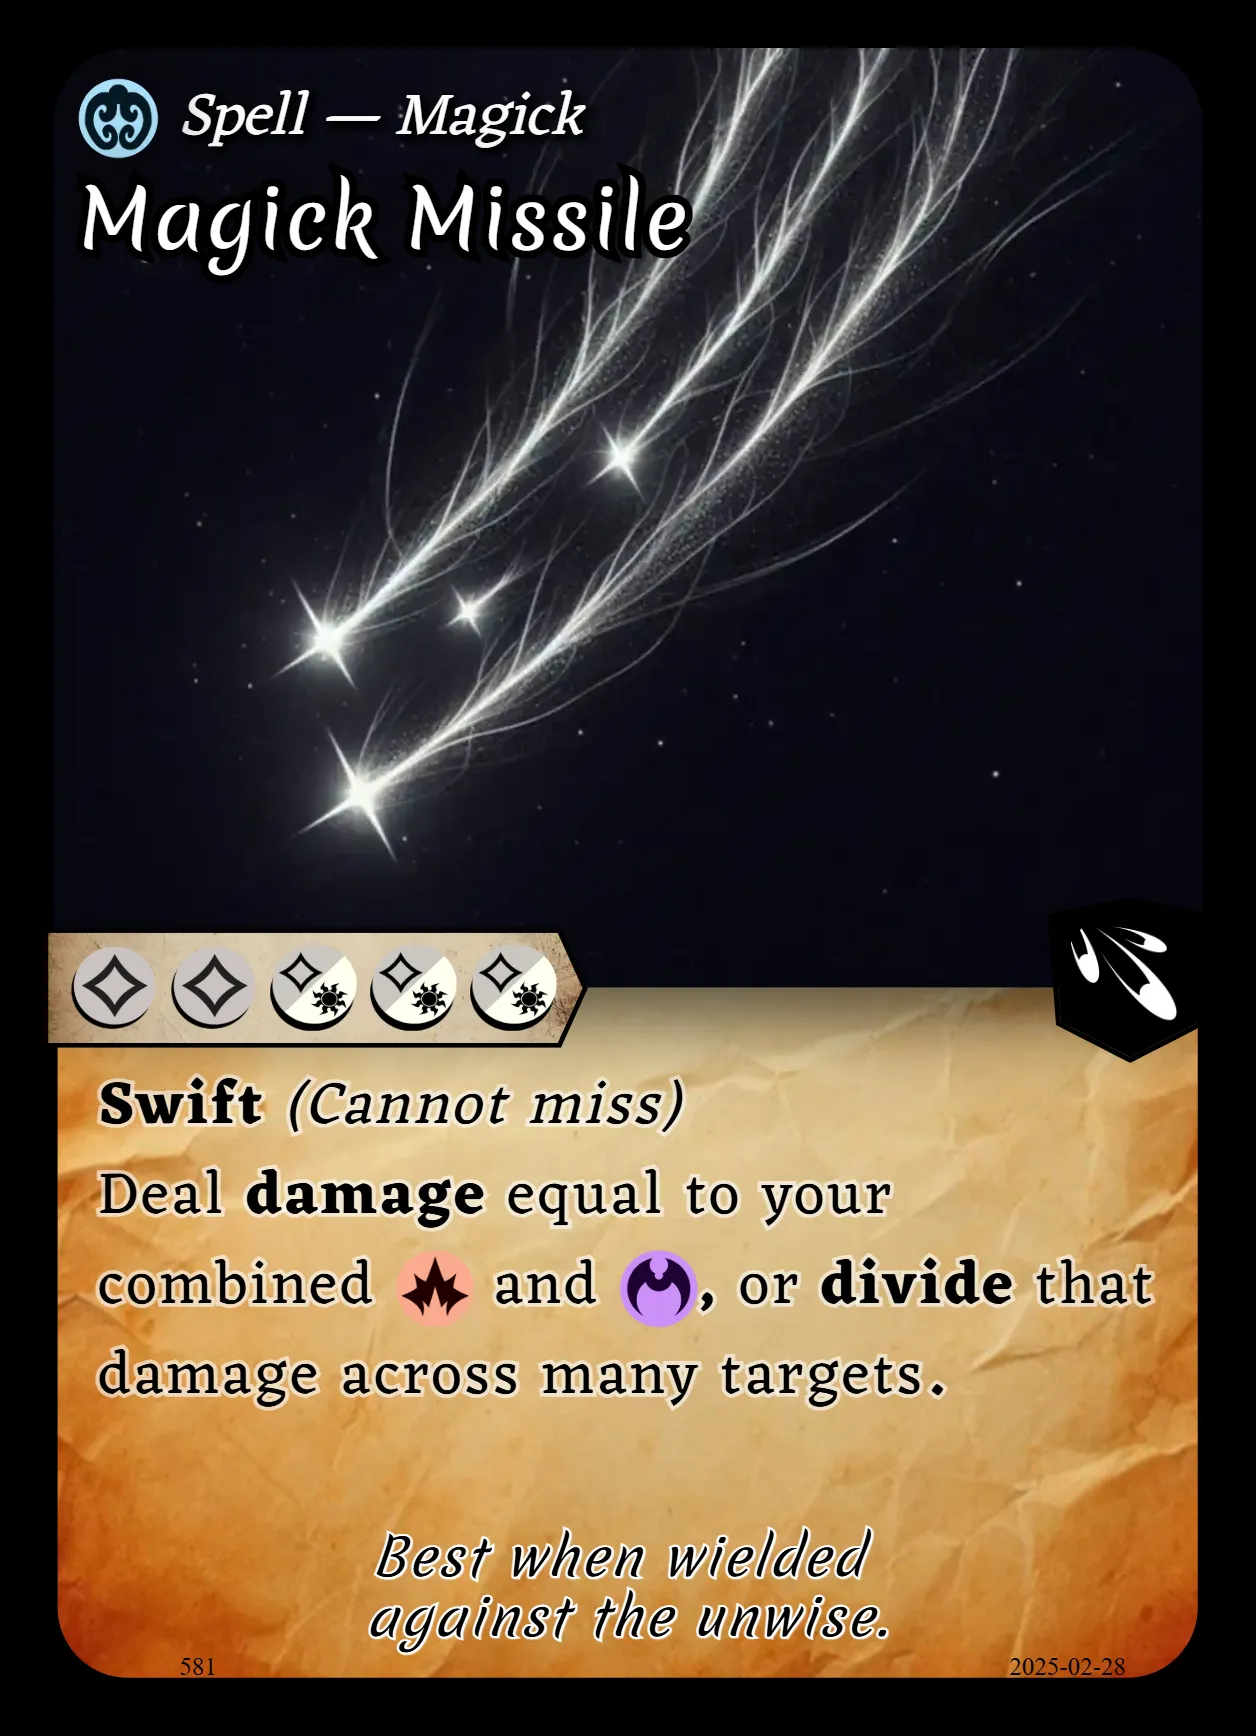 Spell — Magick
Magick Missile
Swift (Cannot miss)
Deal damage equal to your
combined and , or divide that
damage across many targets.
Best when wielded
against the unwise.
581
2025-02-28